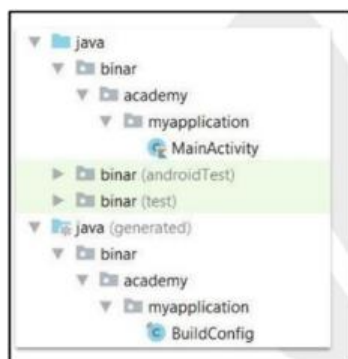 java
binar
academy
myapplication
MainActivity
binar (androidTest)
binar (test)
java (generated)
binar
academy
myapplication
BuildConfig